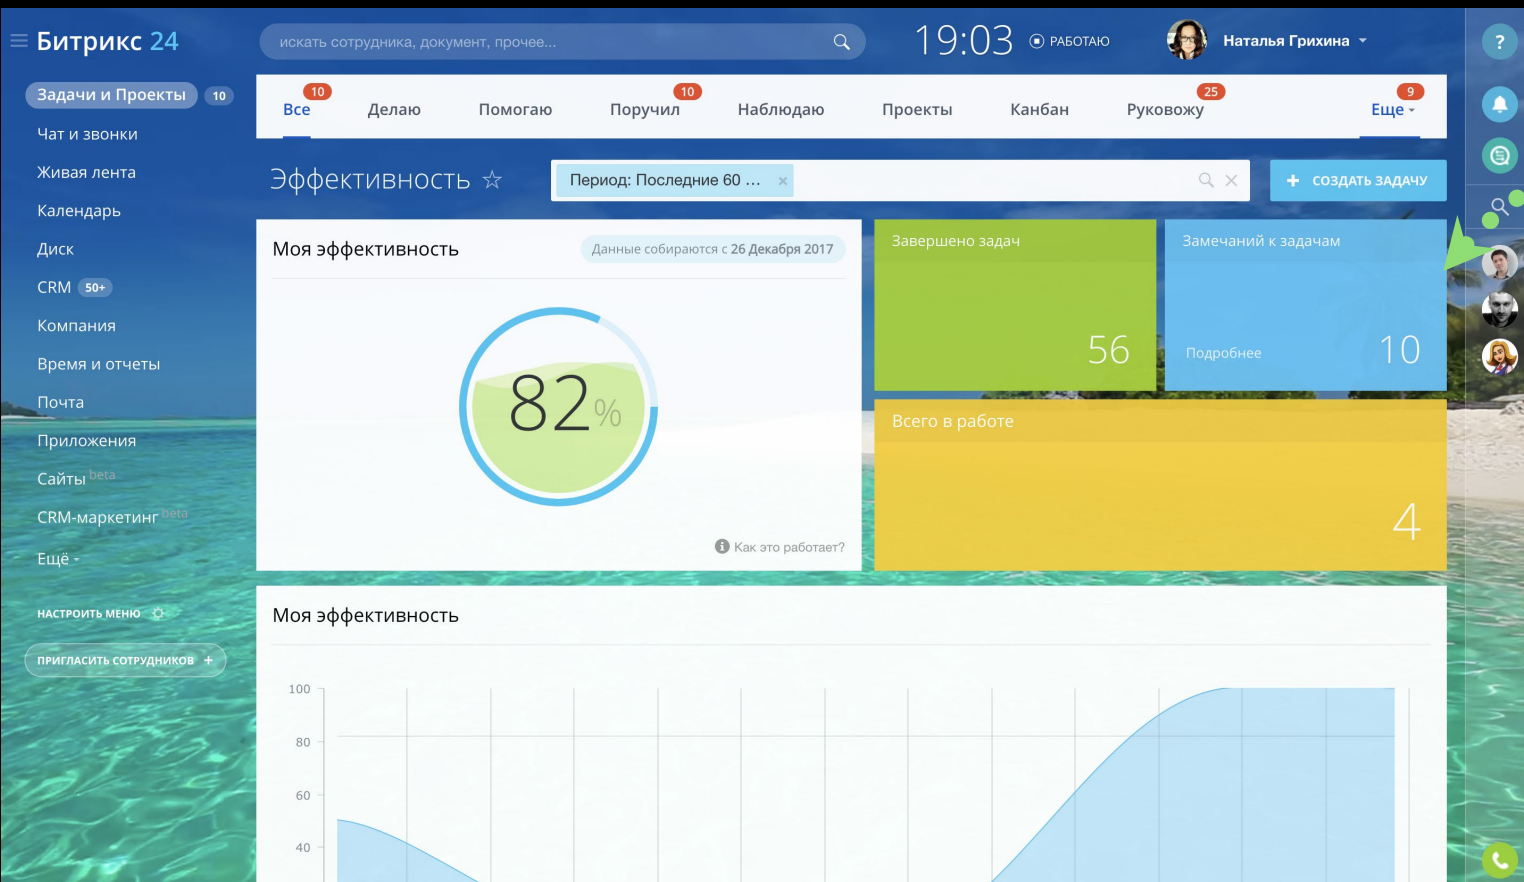 Битрикс 24
искать сотрудника, документ, прочее...
19:03
РАБОТАЮ
Наталья Грихина
?
Задачи и Проекты 10
Чат и звонки
Живая лента
Календарь
Диск
CRM 50+
Компания
Время и отчеты
Почта
Приложения
Сайты beta
CRM-маркетинг beta
Ещё
НАСТРОИТЬ МЕНЮ
ПРИГЛАСИТЬ СОТРУДНИКОВ +
Все 10
Делаю
Помогаю
Поручил 10
Наблюдаю
Проекты
Канбан
Руковожу 25
Еще 9
Эффективность
Период: Последние 60 ... ×
+ СОЗДАТЬ ЗАДАЧУ
Моя эффективность
Данные собираются с 26 Декабря 2017
82%
Как это работает?
Завершено задач
56
Замечаний к задачам
Подробнее
10
Всего в работе
4
Моя эффективность
100
80
60
40